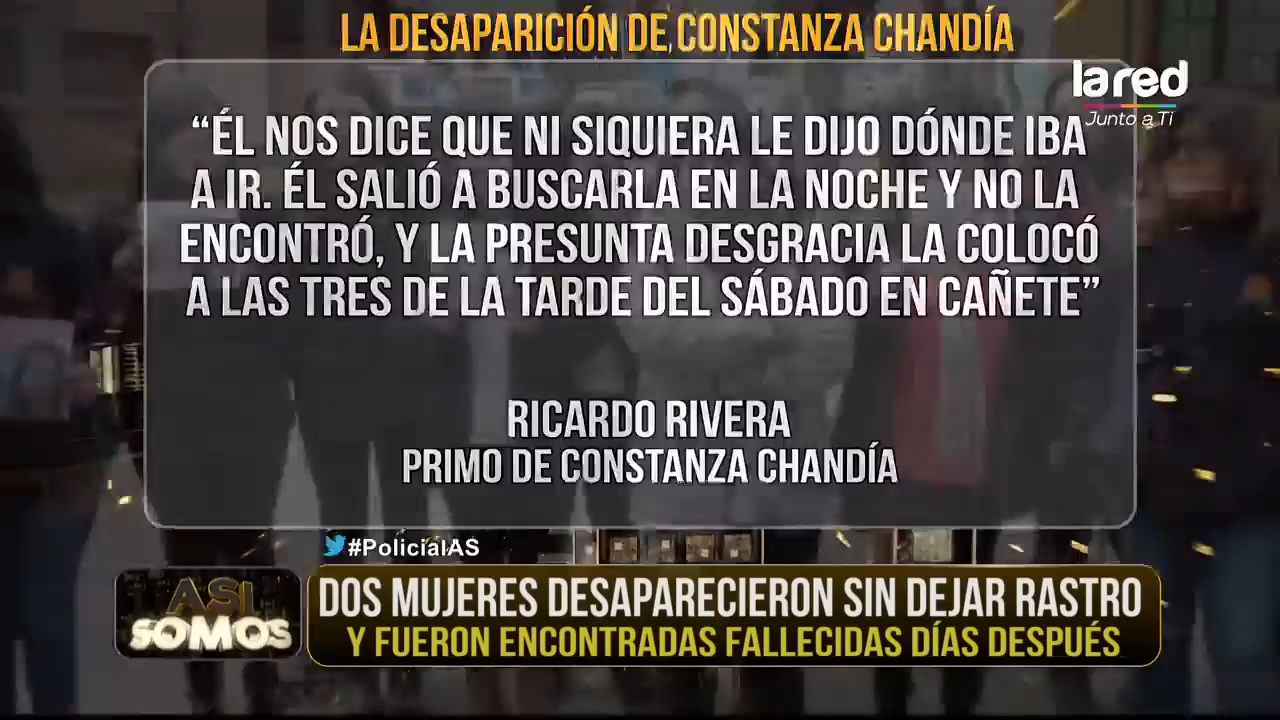 LA DESAPARICIÓN DE CONSTANZA CHANDÍA
lared
Junto a Ti
“ÉL NOS DICE QUE NI SIQUIERA LE DIJO DÓNDE IBA
A IR. ÉL SALIÓ A BUSCARLA EN LA NOCHE Y NO LA
ENCONTRÓ, Y LA PRESUNTA DESGRACIA LA COLOCÓ
A LAS TRES DE LA TARDE DEL SÁBADO EN CAÑETE”
RICARDO RIVERA
PRIMO DE CONSTANZA CHANDÍA
#PolicialAS
ASI
SOMOS
DOS MUJERES DESAPARECIERON SIN DEJAR RASTRO
Y FUERON ENCONTRADAS FALLECIDAS DÍAS DESPUÉS